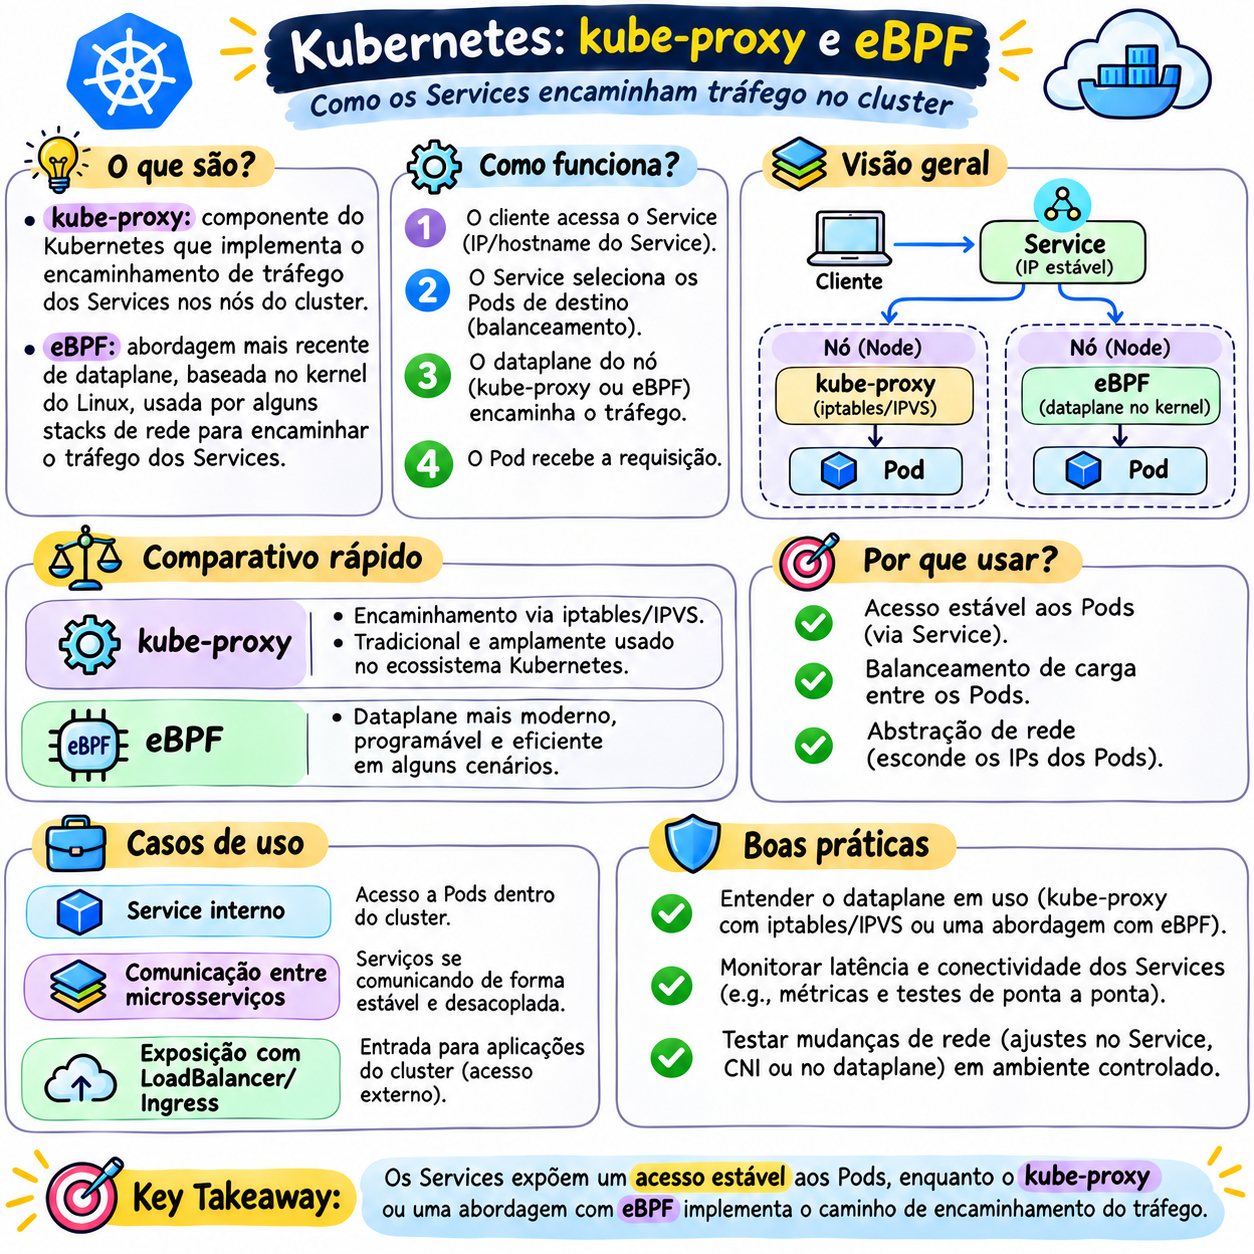 Kubernetes: kube-proxy e eBPF
Como os Services encaminham tráfego no cluster
O que são?
• kube-proxy: componente do
Kubernetes que implementa o
encaminhamento de tráfego
dos Services nos nós do cluster.
• eBPF: abordagem mais recente
de dataplane, baseada no kernel
do Linux, usada por alguns
stacks de rede para encaminhar
o tráfego dos Services.
Como funciona?
1 O cliente acessa o Service
(IP/hostname do Service).
2 O Service seleciona os
Pods de destino
(balanceamento).
3 O dataplane do nó
(kube-proxy ou eBPF)
encaminha o tráfego.
4 O Pod recebe a requisição.
Visão geral
Cliente
Service
(IP estável)
Nó (Node)
kube-proxy
(iptables/IPVS)
Pod
Nó (Node)
eBPF
(dataplane no kernel)
Pod
Comparativo rápido
kube-proxy
• Encaminhamento via iptables/IPVS.
• Tradicional e amplamente usado
no ecossistema Kubernetes.
eBPF
eBPF
• Dataplane mais moderno,
programável e eficiente
em alguns cenários.
Por que usar?
Acesso estável aos Pods
(via Service).
Balanceamento de carga
entre os Pods.
Abstração de rede
(esconde os IPs dos Pods).
Casos de uso
Service interno
Acesso a Pods dentro
do cluster.
Comunicação entre
microsserviços
Serviços se
comunicando de forma
estável e desacoplada.
Exposição com
LoadBalancer/
Ingress
Entrada para aplicações
do cluster (acesso
externo).
Boas práticas
Entender o dataplane em uso (kube-proxy
com iptables/IPVS ou uma abordagem com eBPF).
Monitorar latência e conectividade dos Services
(e.g., métricas e testes de ponta a ponta).
Testar mudanças de rede (ajustes no Service,
CNI ou no dataplane) em ambiente controlado.
Key Takeaway:
Os Services expõem um acesso estável aos Pods, enquanto o kube-proxy
ou uma abordagem com eBPF implementa o caminho de encaminhamento do tráfego.